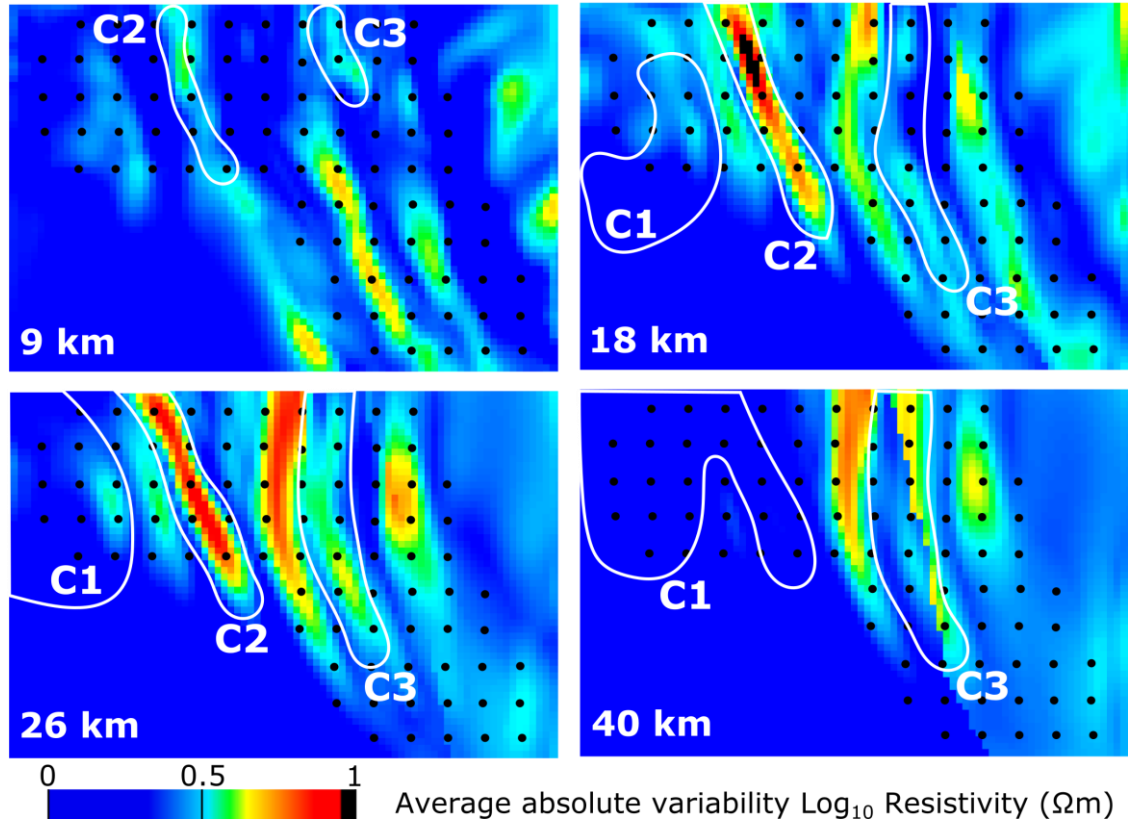 C2
C3
9 km
C1
C2
C3
18 km
C1
C2
C3
26 km
C1
C3
40 km
0 0.5 1
Average absolute variability Log₁₀ Resistivity (Ωm)